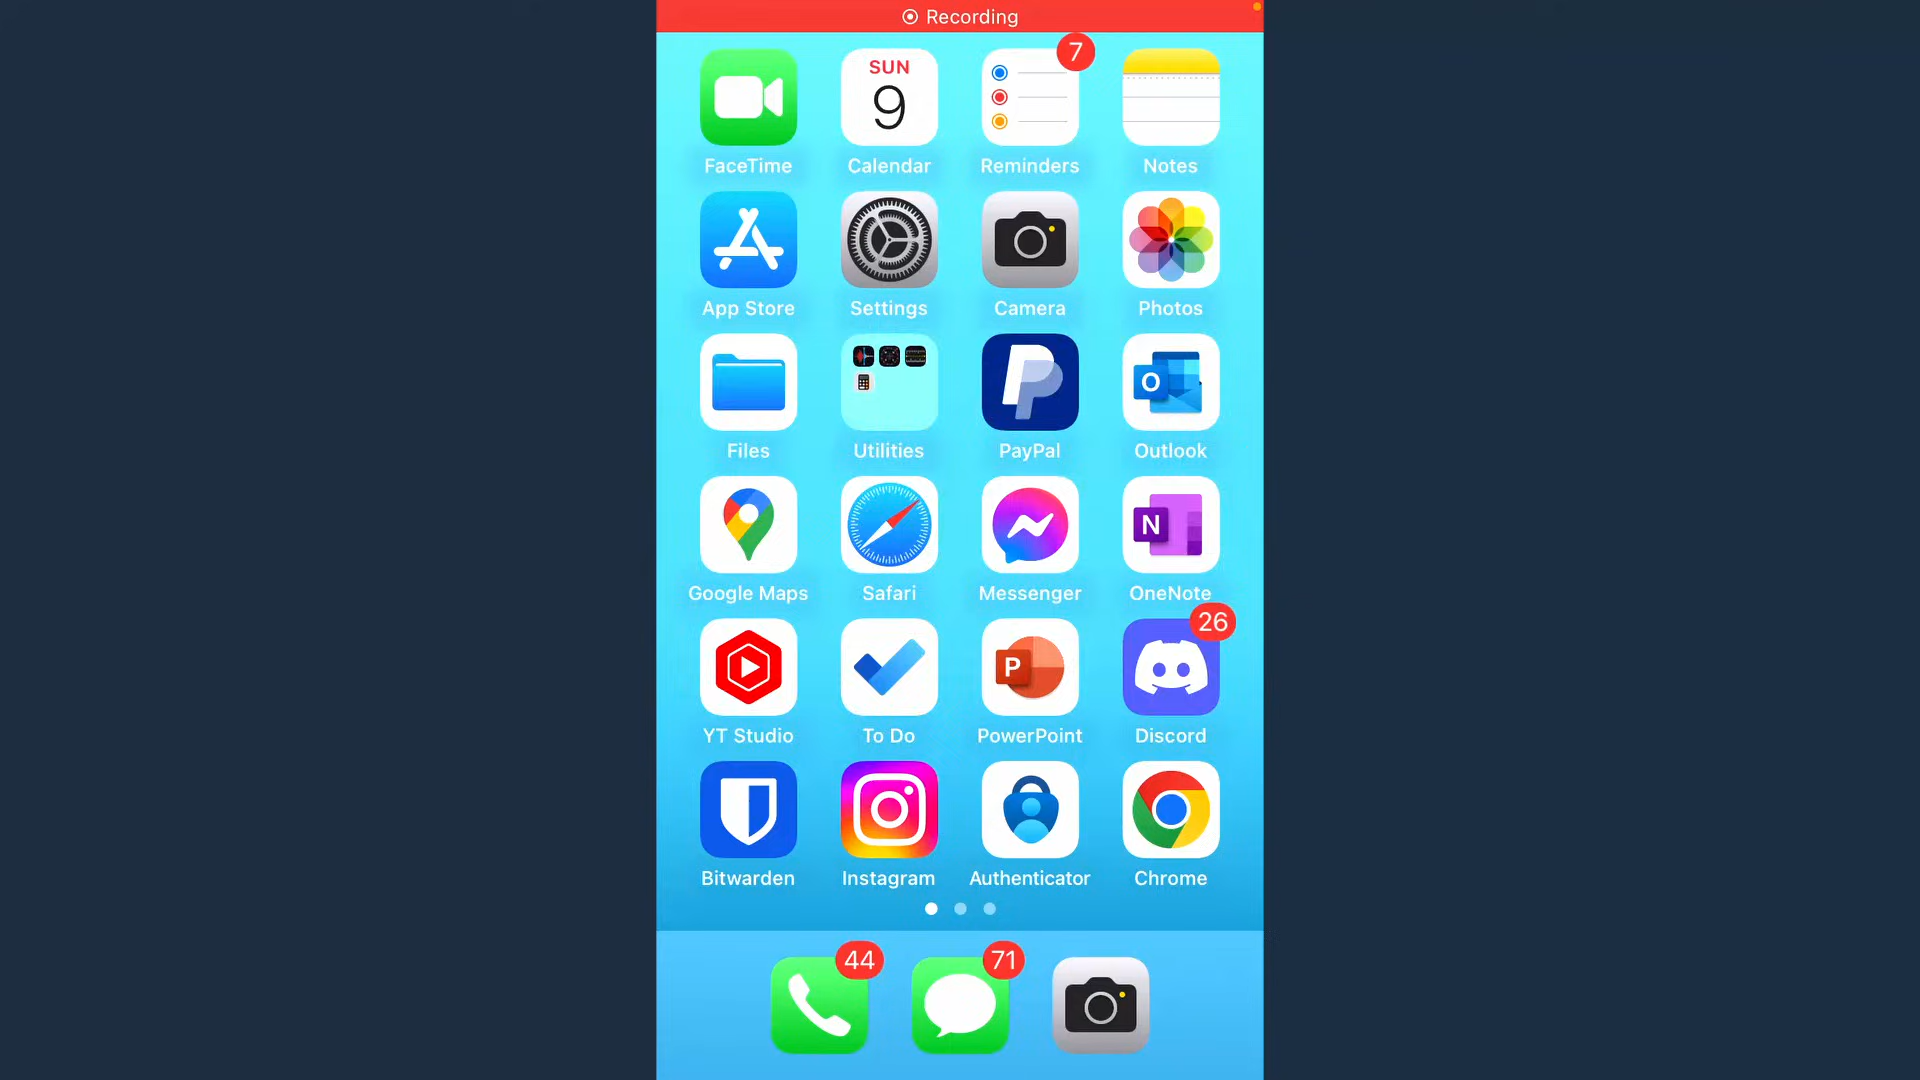 Recording
7
SUN
9
FaceTime Calendar Reminders Notes
App Store Settings Camera Photos
P O
Files Utilities PayPal Outlook
N
Google Maps Safari Messenger OneNote
26
P
YT Studio To Do PowerPoint Discord
Bitwarden Instagram Authenticator Chrome
44 71